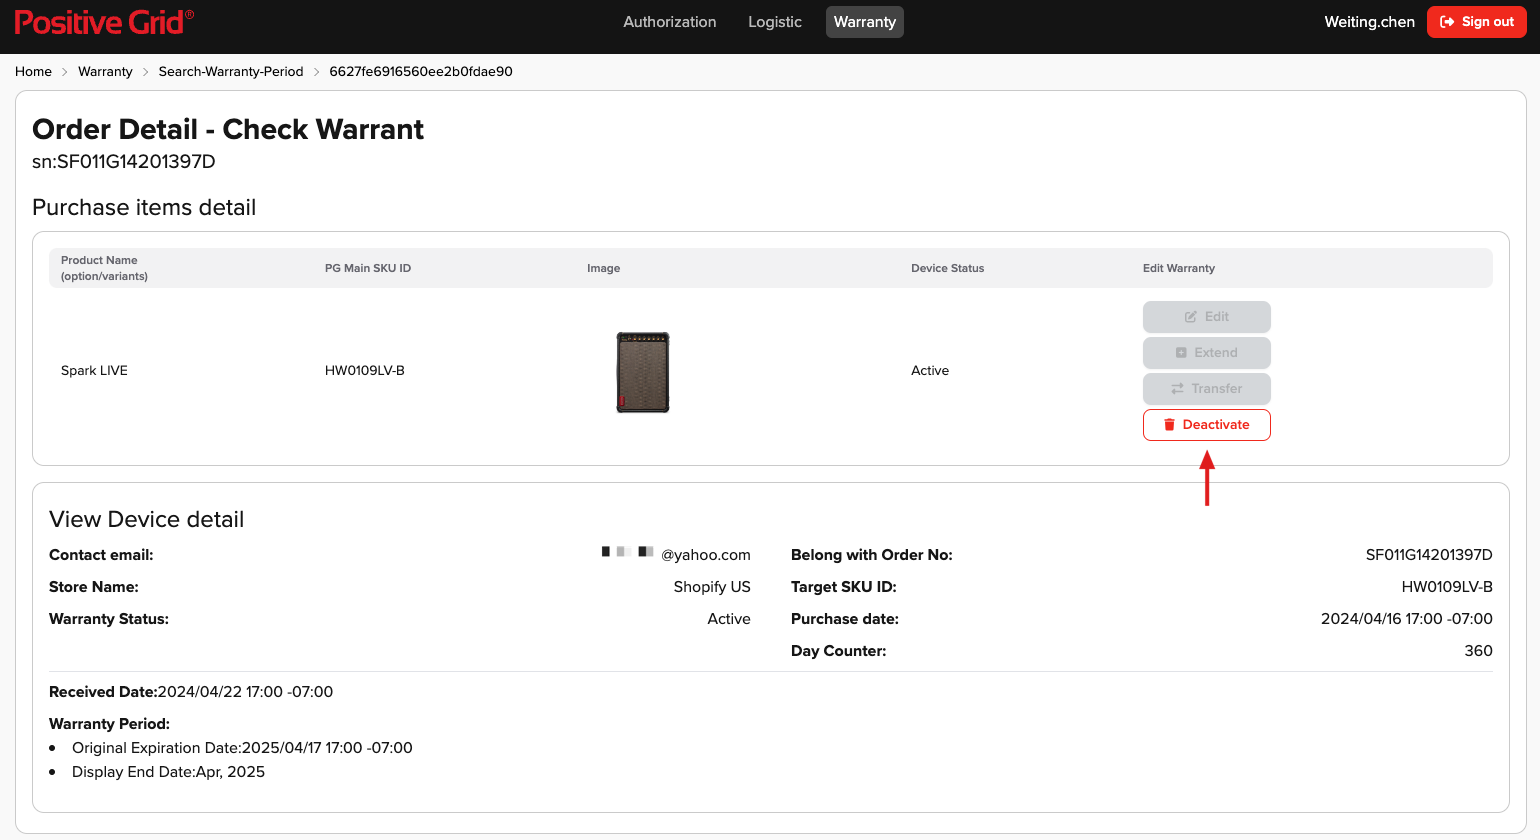 Positive Grid®
Authorization
Logistic
Warranty
Weiting.chen
Sign out
Home > Warranty > Search-Warranty-Period > 6627fe6916560ee2b0fdae90
Order Detail - Check Warrant
sn:SF011G14201397D
Purchase items detail
Product Name
(option/variants)
PG Main SKU ID
Image
Device Status
Edit Warranty
Spark LIVE
HW0109LV-B
Active
Edit
Extend
Transfer
Deactivate
View Device detail
Contact email: @yahoo.com
Belong with Order No: SF011G14201397D
Store Name: Shopify US
Target SKU ID: HW0109LV-B
Warranty Status: Active
Purchase date: 2024/04/16 17:00 -07:00
Day Counter: 360
Received Date:2024/04/22 17:00 -07:00
Warranty Period:
• Original Expiration Date:2025/04/17 17:00 -07:00
• Display End Date:Apr, 2025